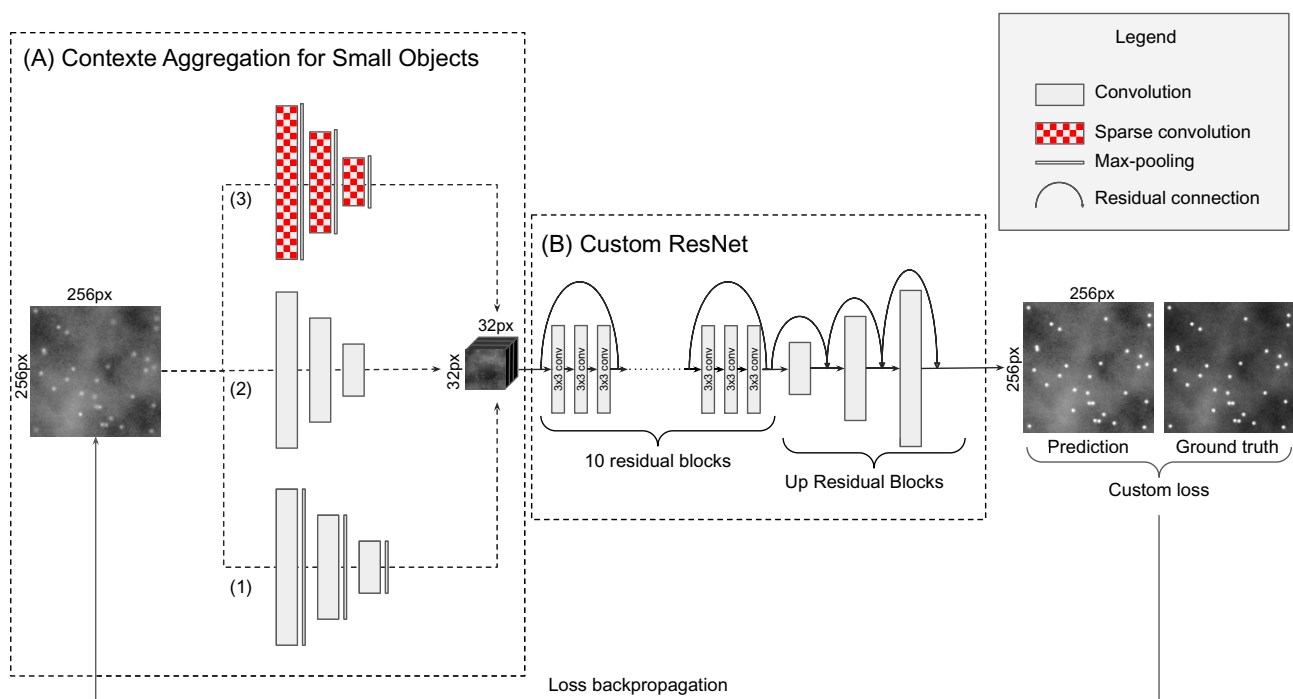 (A) Contexte Aggregation for Small Objects
Legend
Convolution
Sparse convolution
Max-pooling
Residual connection
(3)
(B) Custom ResNet
256px
256px
(2)
32px
32px
3x3 conv
3x3 conv
3x3 conv
3x3 conv
3x3 conv
3x3 conv
256px
256px
10 residual blocks
Up Residual Blocks
Prediction
Ground truth
Custom loss
(1)
Loss backpropagation